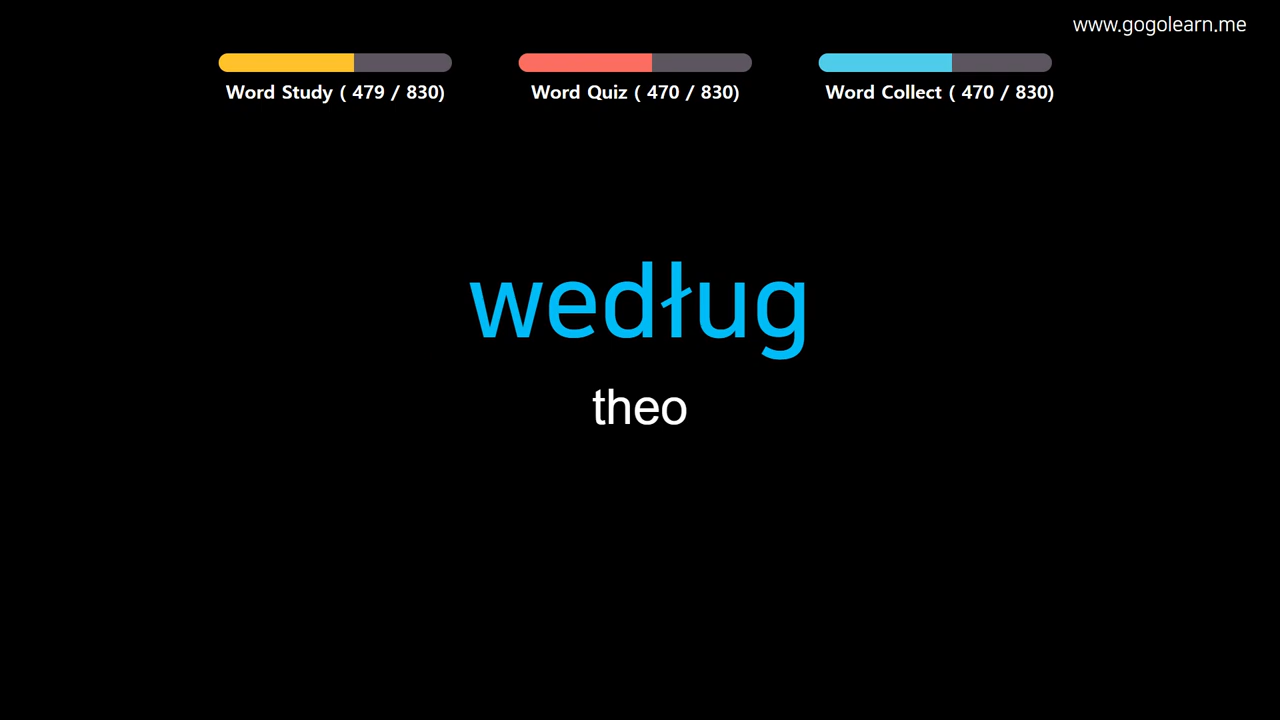 www.gogolearn.me
Word Study ( 479 / 830)
Word Quiz ( 470 / 830)
Word Collect ( 470 / 830)
według
theo